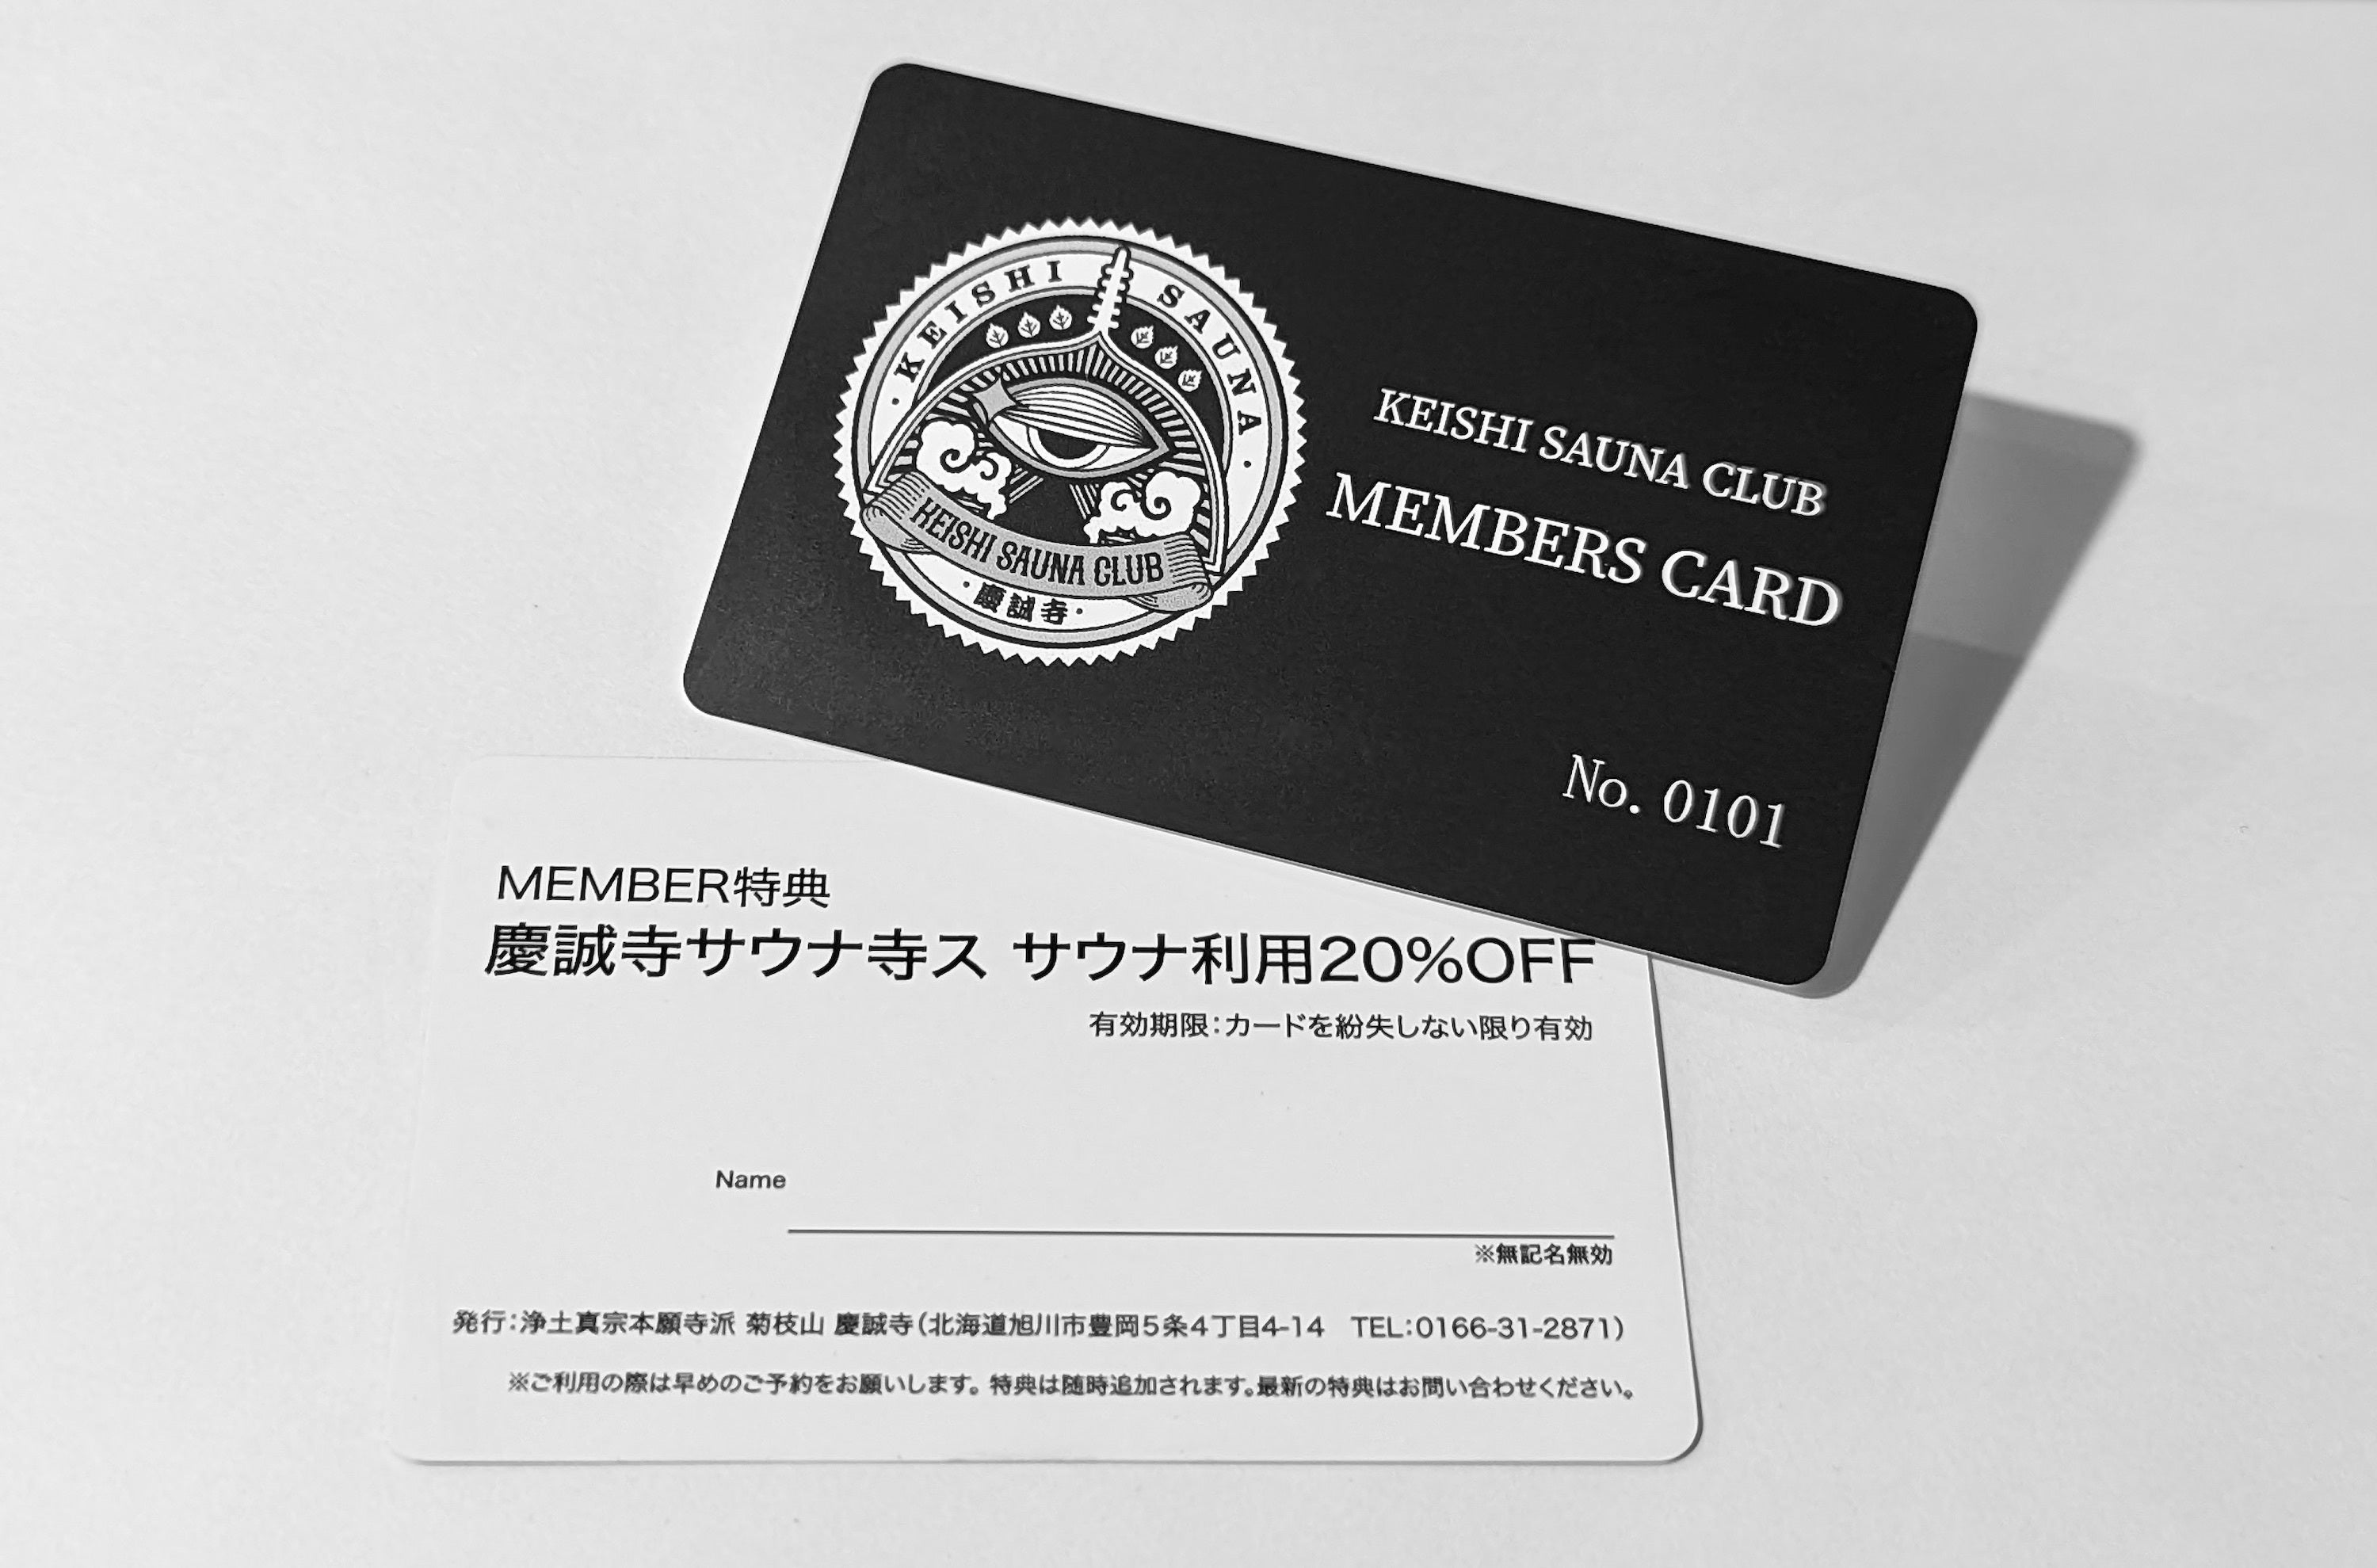 KEISHI SAUNA
KEISHI SAUNA CLUB
・慶誠寺・
KEISHI SAUNA CLUB
MEMBERS CARD
No. 0101
MEMBER特典
慶誠寺サウナ寺ス サウナ利用20%OFF
有効期限:カードを紛失しない限り有効
Name
※無記名無効
発行:浄土真宗本願寺派 菊枝山 慶誠寺(北海道旭川市豊岡5条4丁目4-14 TEL:0166-31-2871)
※ご利用の際は早めのご予約をお願いします。特典は随時追加されます。最新の特典はお問い合わせください。